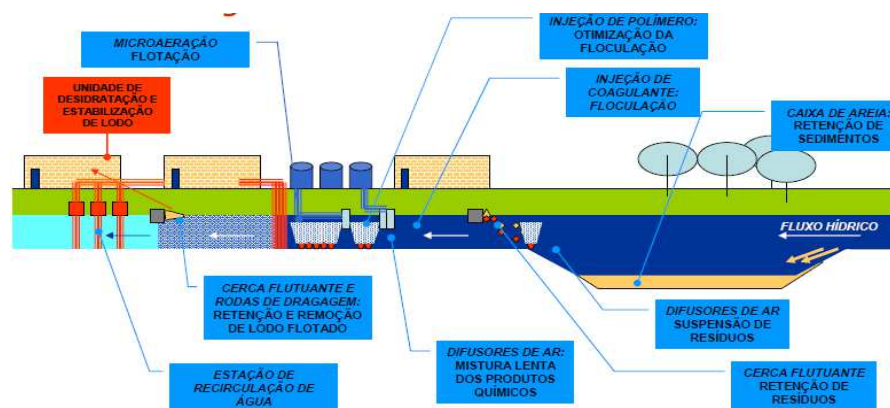 MICROAERAÇÃO
FLOTAÇÃO
INJEÇÃO DE POLÍMERO:
OTIMIZAÇÃO DA
FLOCULAÇÃO
UNIDADE DE
DESIDRATAÇÃO E
ESTABILIZAÇÃO
DE LODO
INJEÇÃO DE
COAGULANTE:
FLOCULAÇÃO
CAIXA DE AREIA:
RETENÇÃO DE
SEDIMENTOS
FLUXO HÍDRICO
CERCA FLUTUANTE E
RODAS DE DRAGAGEM:
RETENÇÃO E REMOÇÃO
DE LODO FLOTADO
DIFUSORES DE AR
SUSPENSÃO DE
RESÍDUOS
ESTAÇÃO DE
RECIRCULAÇÃO DE
ÁGUA
DIFUSORES DE AR:
MISTURA LENTA
DOS PRODUTOS
QUÍMICOS
CERCA FLUTUANTE
RETENÇÃO DE
RESÍDUOS